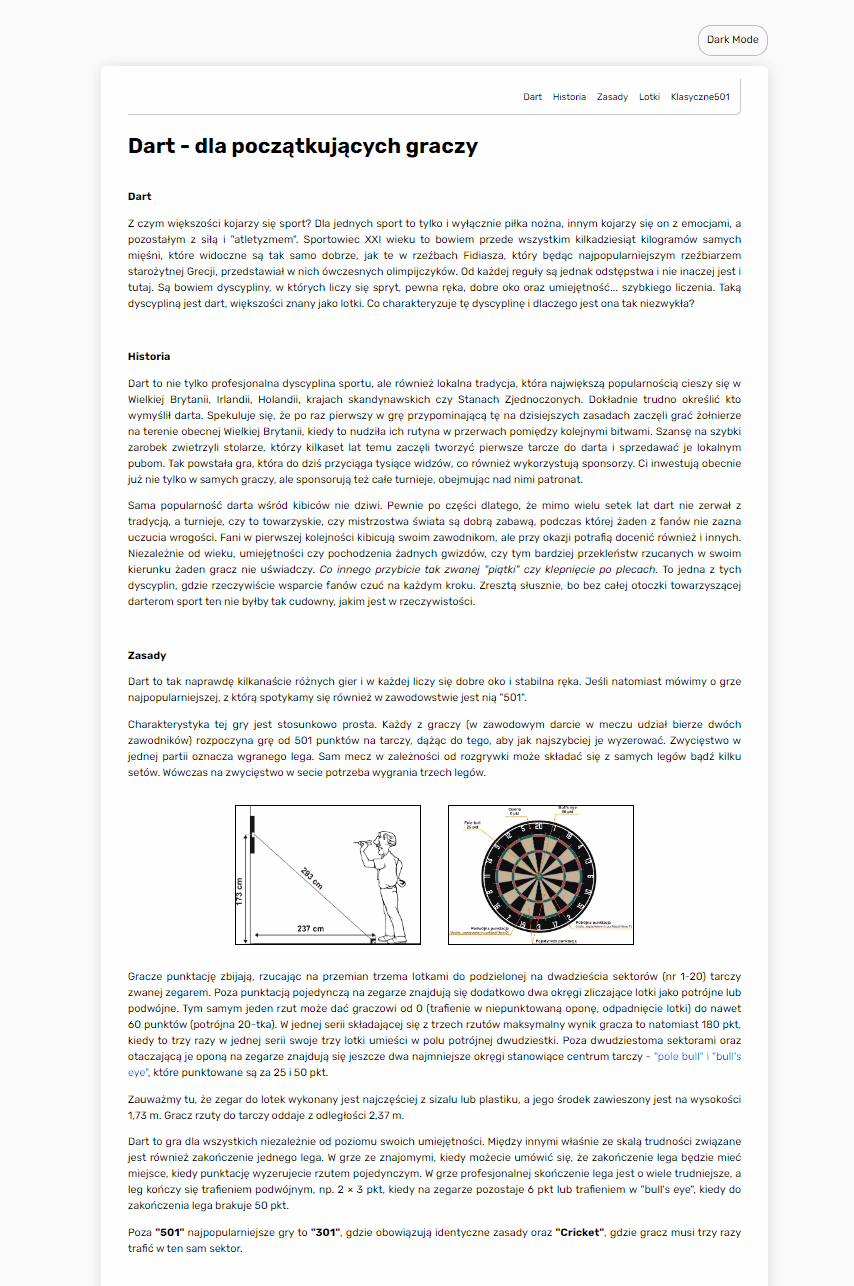 Dark Mode
Dart Historia Zasady Lotki Klasyczne501
Dart - dla początkujących graczy
Dart
Z czym większości kojarzy się sport? Dla jednych sport to tylko i wyłącznie piłka nożna, innym kojarzy się on z emocjami, a
pozostałym z siłą i "atletyzmem". Sportowiec XXI wieku to bowiem przede wszystkim kilkadziesiąt kilogramów samych
mięśni, które widoczne są tak samo dobrze, jak te w rzeźbach Fidiasza, który będąc najpopularniejszym rzeźbiarzem
starożytnej Grecji, przedstawiał w nich ówczesnych olimpijczyków. Od każdej reguły są jednak odstępstwa i nie inaczej jest i
tutaj. Są bowiem dyscypliny, w których liczy się spryt, pewna ręka, dobre oko oraz umiejętność... szybkiego liczenia. Taką
dyscypliną jest dart, większości znany jako lotki. Co charakteryzuje tę dyscyplinę i dlaczego jest ona tak niezwykła?
Historia
Dart to nie tylko profesjonalna dyscyplina sportu, ale również lokalna tradycja, która największą popularnością cieszy się w
Wielkiej Brytanii, Irlandii, Holandii, krajach skandynawskich czy Stanach Zjednoczonych. Dokładnie trudno określić kto
wymyślił darta. Spekuluje się, że po raz pierwszy w grę przypominającą tę na dzisiejszych zasadach zaczęli grać żołnierze
na terenie obecnej Wielkiej Brytanii, kiedy to nudziła ich rutyna w przerwach pomiędzy kolejnymi bitwami. Szansę na szybki
zarobek zwietrzyli stolarze, którzy kilkaset lat temu zaczęli tworzyć pierwsze tarcze do darta i sprzedawać je lokalnym
pubom. Tak powstała gra, która do dziś przyciąga tysiące widzów, co również wykorzystują sponsorzy. Ci inwestują obecnie
już nie tylko w samych graczy, ale sponsorują też całe turnieje, obejmując nad nimi patronat.
Sama popularność darta wśród kibiców nie dziwi. Pewnie po części dlatego, że mimo wielu setek lat dart nie zerwał z
tradycją, a turnieje, czy to towarzyskie, czy mistrzostwa świata są dobrą zabawą, podczas której żaden z fanów nie zazna
uczucia wrogości. Fani w pierwszej kolejności kibicują swoim zawodnikom, ale przy okazji potrafią docenić również i innych.
Niezależnie od wieku, umiejętności czy pochodzenia żadnych gwizdów, czy tym bardziej przekleństw rzucanych w swoim
kierunku żaden gracz nie uświadczy. Co innego przybicie tak zwanej "piątki" czy klepnięcie po plecach. To jedna z tych
dyscyplin, gdzie rzeczywiście wsparcie fanów czuć na każdym kroku. Zresztą słusznie, bo bez całej otoczki towarzyszącej
darterom sport ten nie byłby tak cudowny, jakim jest w rzeczywistości.
Zasady
Dart to tak naprawdę kilkanaście różnych gier i w każdej liczy się dobre oko i stabilna ręka. Jeśli natomiast mówimy o grze
najpopularniejszej, z którą spotykamy się również w zawodowstwie jest nią "501".
Charakterystyka tej gry jest stosunkowo prosta. Każdy z graczy (w zawodowym darcie w meczu udział bierze dwóch
zawodników) rozpoczyna grę od 501 punktów na tarczy, dążąc do tego, aby jak najszybciej je wyzerować. Zwycięstwo w
jednej partii oznacza wygranego lega. Sam mecz w zależności od rozgrywki może składać się z samych legów bądź kilku
setów. Wówczas na zwycięstwo w secie potrzeba wygrania trzech legów.
173 cm
293 cm
237 cm
Opona
0 pkt
Bull's eye
50 pkt
Pole bull
25 pkt
Podwójna punktacja
Potrójna punktacja
Pojedyncza punktacja
Gracze punktację zbijają, rzucając na przemian trzema lotkami do podzielonej na dwadzieścia sektorów (nr 1-20) tarczy
zwanej zegarem. Poza punktacją pojedynczą na zegarze znajdują się dodatkowo dwa okręgi zliczające lotki jako potrójne lub
podwójne. Tym samym jeden rzut może dać graczowi od 0 (trafienie w niepunktowaną oponę, odpadnięcie lotki) do nawet
60 punktów (potrójna 20-tka). W jednej serii składającej się z trzech rzutów maksymalny wynik gracza to natomiast 180 pkt,
kiedy to trzy razy w jednej serii swoje trzy lotki umieści w polu potrójnej dwudziestki. Poza dwudziestoma sektorami oraz
otaczającą je oponą na zegarze znajdują się jeszcze dwa najmniejsze okręgi stanowiące centrum tarczy - "pole bull" i "bull's
eye", które punktowane są za 25 i 50 pkt.
Zauważmy tu, że zegar do lotek wykonany jest najczęściej z sizalu lub plastiku, a jego środek zawieszony jest na wysokości
1,73 m. Gracz rzuty do tarczy oddaje z odległości 2,37 m.
Dart to gra dla wszystkich niezależnie od poziomu swoich umiejętności. Między innymi właśnie ze skalą trudności związane
jest również zakończenie jednego lega. W grze ze znajomymi, kiedy możecie umówić się, że zakończenie lega będzie mieć
miejsce, kiedy punktację wyzerujecie rzutem pojedynczym. W grze profesjonalnej skończenie lega jest o wiele trudniejsze, a
leg kończy się trafieniem podwójnym, np. 2 × 3 pkt, kiedy na zegarze pozostaje 6 pkt lub trafieniem w "bull's eye", kiedy do
zakończenia lega brakuje 50 pkt.
Poza "501" najpopularniejsze gry to "301", gdzie obowiązują identyczne zasady oraz "Cricket", gdzie gracz musi trzy razy
trafić w ten sam sektor.